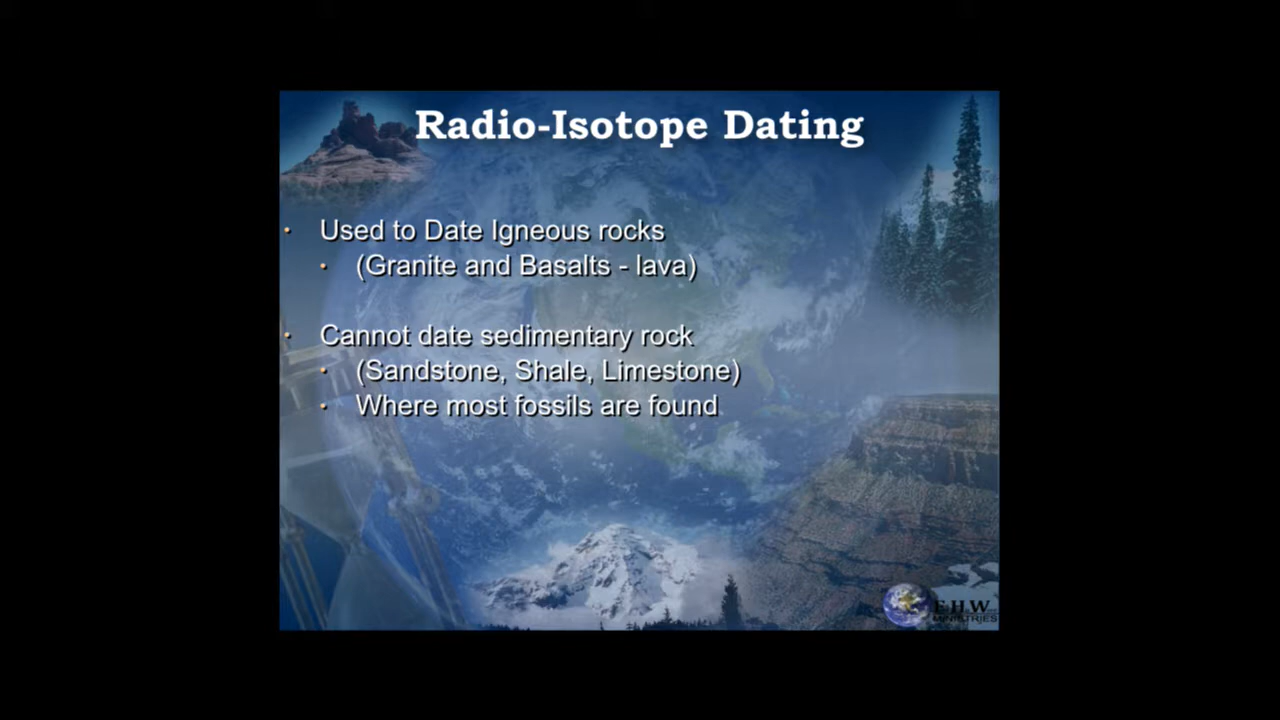 Radio-Isotope Dating
• Used to Date Igneous rocks
• (Granite and Basalts - lava)
• Cannot date sedimentary rock
• (Sandstone, Shale, Limestone)
• Where most fossils are found
E H W
MINISTRIES